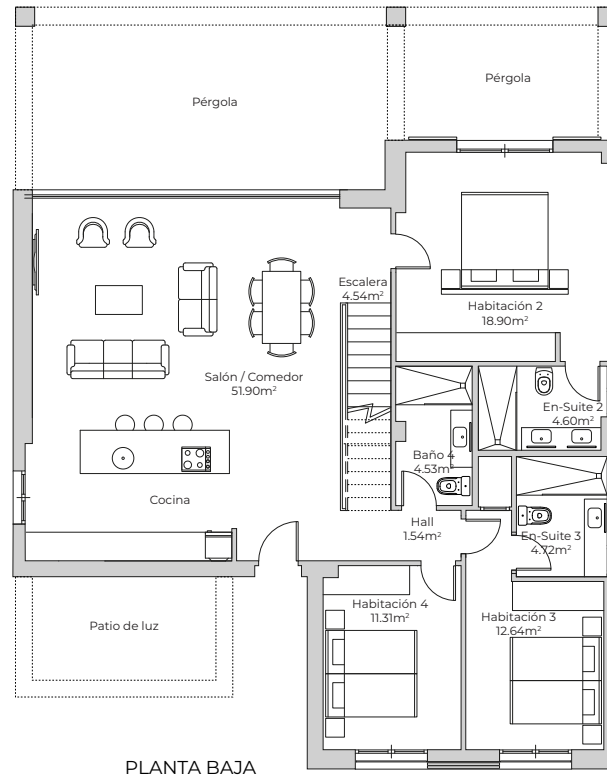 Pérgola
Pérgola
Escalera
4.54m²
Habitación 2
18.90m²
Salón / Comedor
51.90m²
En-Suite 2
4.60m²
Baño 4
4.53m²
Cocina
Hall
1.54m²
En-Suite 3
4.72m²
Habitación 4
11.31m²
Habitación 3
12.64m²
Patio de luz
PLANTA BAJA